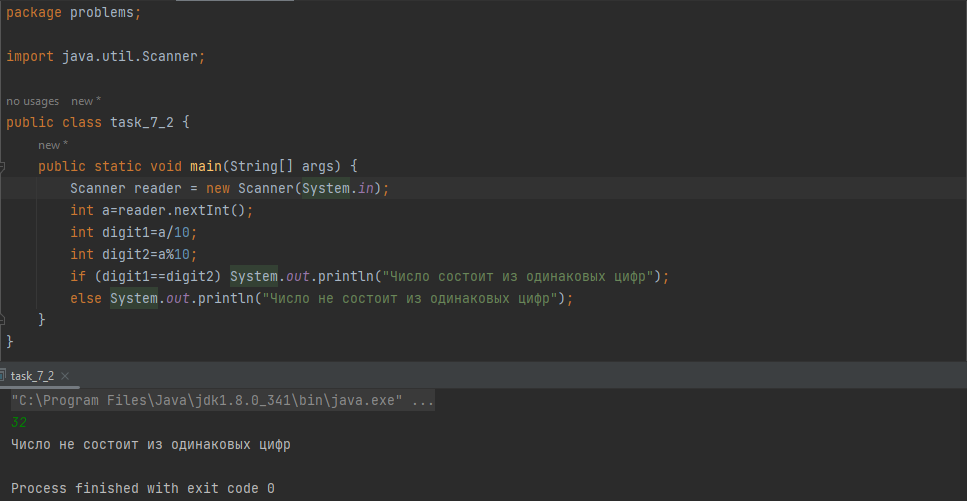 package problems;
import java.util.Scanner;
no usages new *
public class task_7_2 {
new *
public static void main(String[] args) {
Scanner reader = new Scanner(System.in);
int a=reader.nextInt();
int digit1=a/10;
int digit2=a%10;
if (digit1==digit2) System.out.println("Число состоит из одинаковых цифр");
else System.out.println("Число не состоит из одинаковых цифр");
}
}
task_7_2 ×
"C:\Program Files\Java\jdk1.8.0_341\bin\java.exe" ...
32
Число не состоит из одинаковых цифр
Process finished with exit code 0